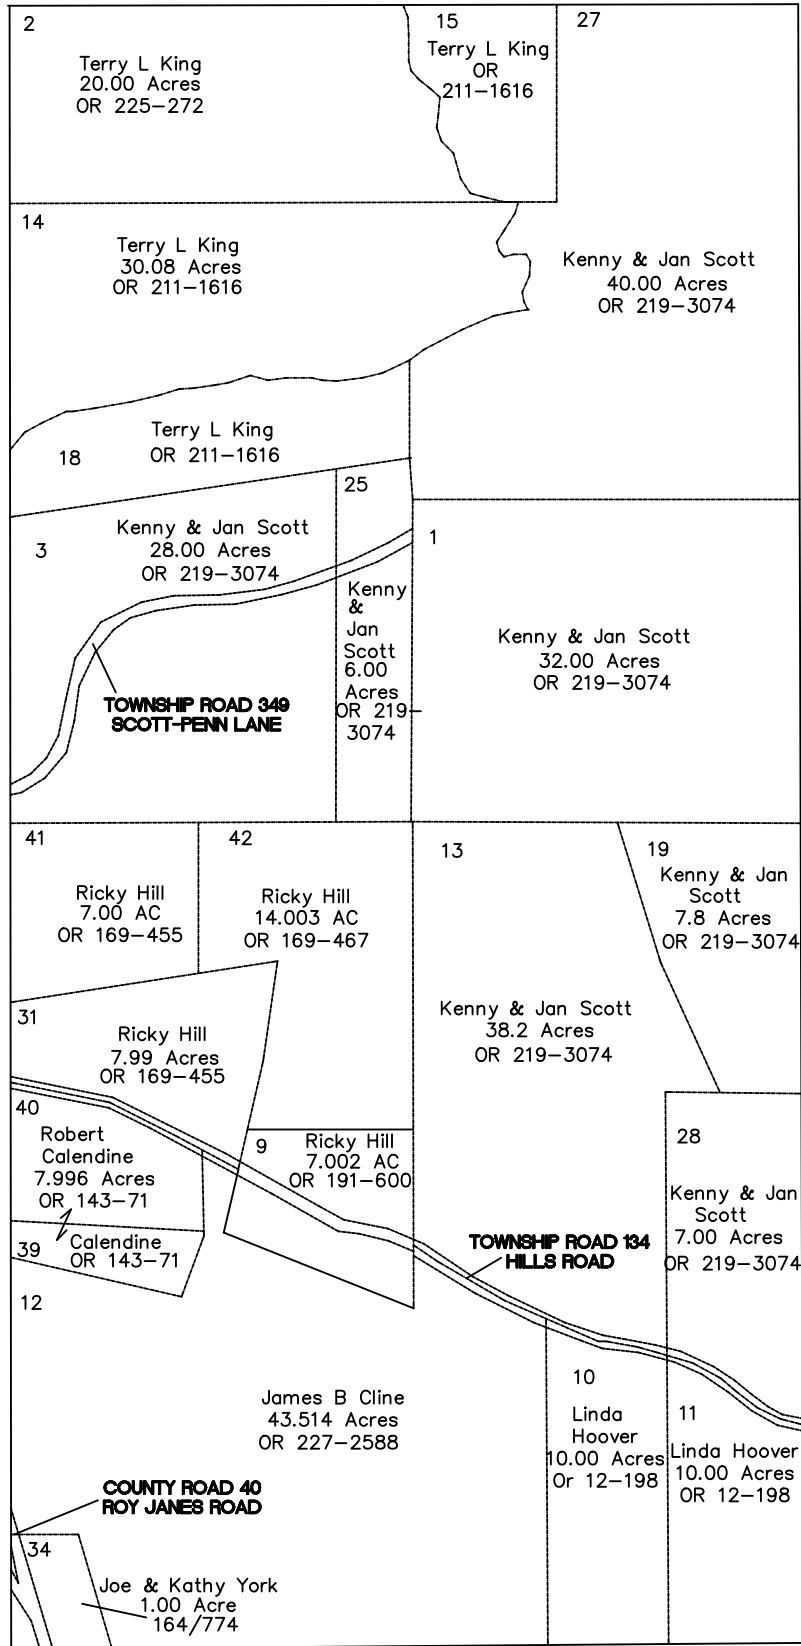 2
Terry L King
20.00 Acres
OR 225-272
15
Terry L King
OR
211-1616
27
Kenny & Jan Scott
40.00 Acres
OR 219-3074
14
Terry L King
30.08 Acres
OR 211-1616
Terry L King
18
OR 211-1616
3
Kenny & Jan Scott
28.00 Acres
OR 219-3074
25
Kenny
&
Jan
Scott
6.00
Acres
OR 219-
3074
1
Kenny & Jan Scott
32.00 Acres
OR 219-3074
TOWNSHIP ROAD 349
SCOTT-PENN LANE
41
Ricky Hill
7.00 AC
OR 169-455
42
Ricky Hill
14.003 AC
OR 169-467
13
Kenny & Jan Scott
38.2 Acres
OR 219-3074
19
Kenny & Jan
Scott
7.8 Acres
OR 219-3074
31
Ricky Hill
7.99 Acres
OR 169-455
40
Robert
Calendine
7.996 Acres
OR 143-71
9
Ricky Hill
7.002 AC
OR 191-600
28
Kenny & Jan
Scott
7.00 Acres
OR 219-3074
39
Calendine
OR 143-71
TOWNSHIP ROAD 134
HILLS ROAD
12
James B Cline
43.514 Acres
OR 227-2588
10
Linda
Hoover
10.00 Acres
Or 12-198
11
Linda Hoover
10.00 Acres
OR 12-198
COUNTY ROAD 40
ROY JANES ROAD
34
Joe & Kathy York
1.00 Acre
164/774